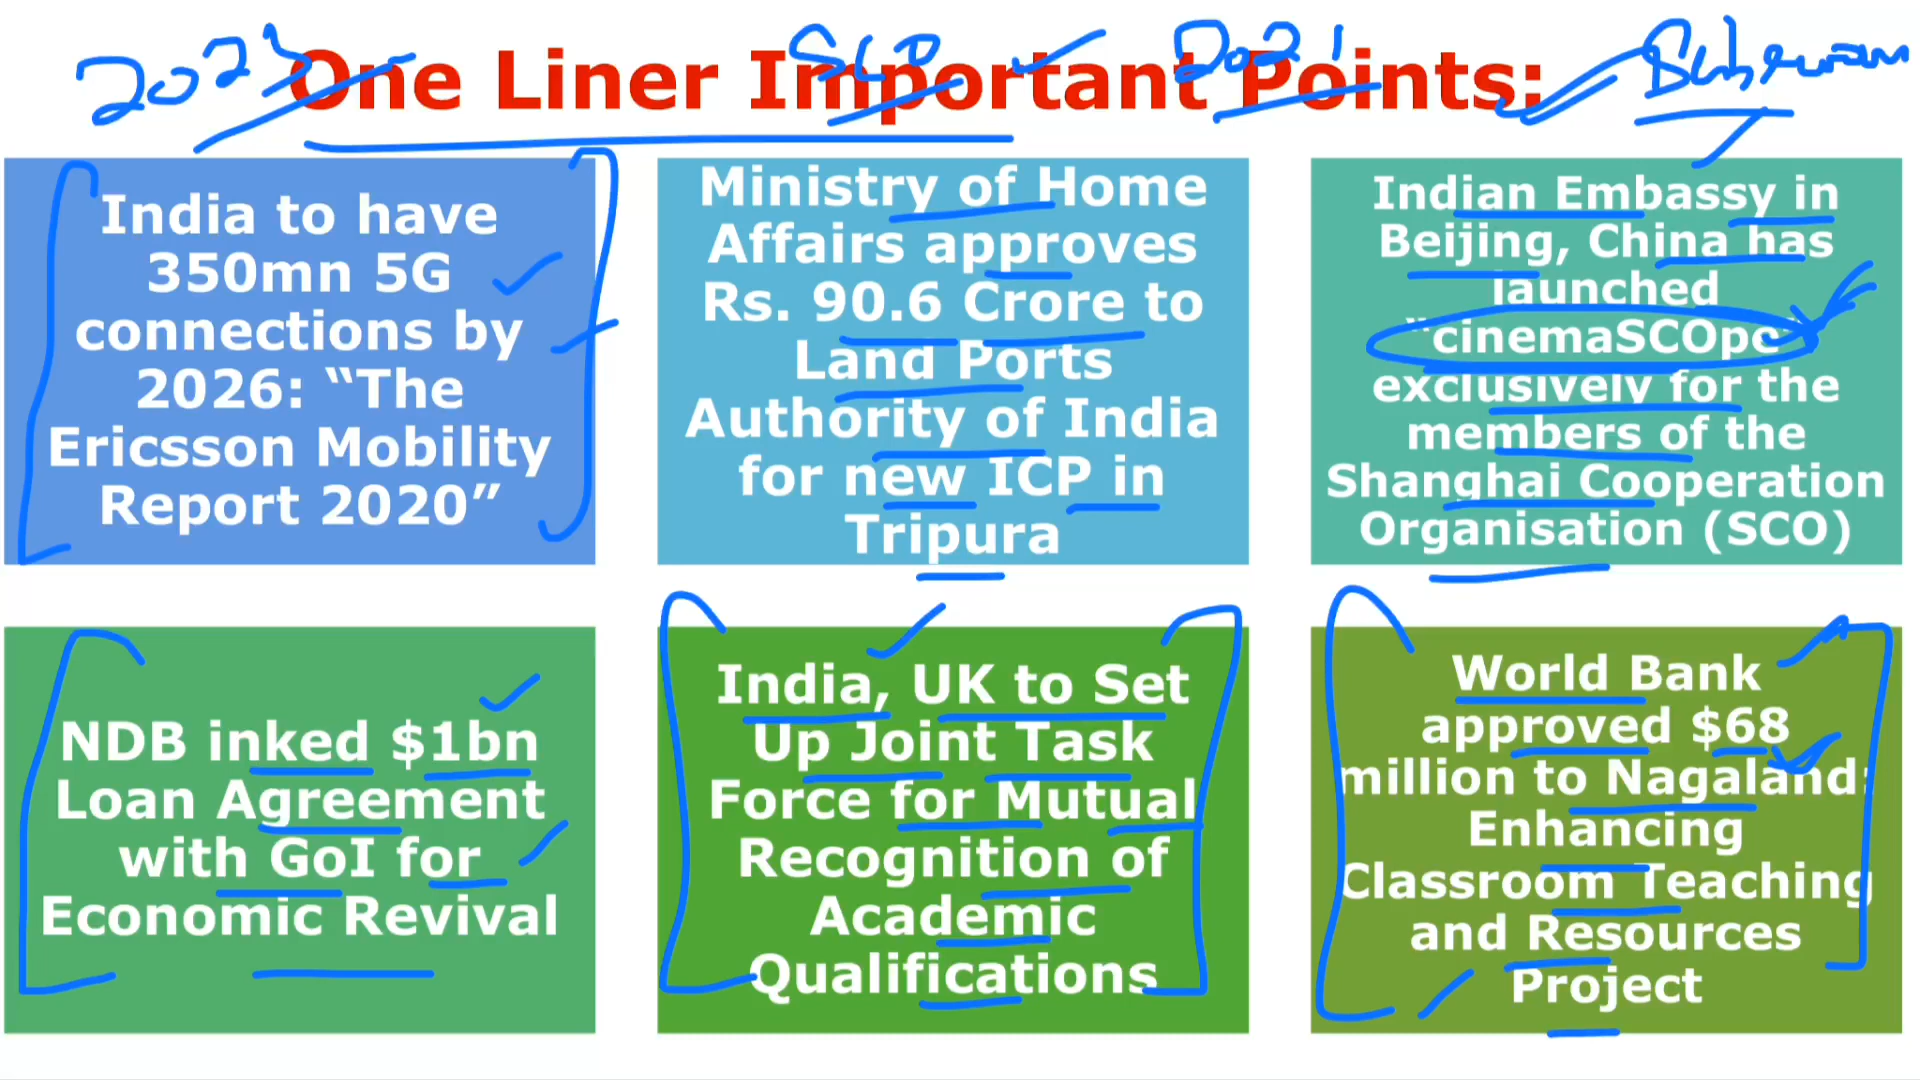 2023 SCO 2021
One Liner Important Points:
India to have
350mn 5G
connections by
2026: “The
Ericsson Mobility
Report 2020”
Ministry of Home
Affairs approves
Rs. 90.6 Crore to
Land Ports
Authority of India
for new ICP in
Tripura
Indian Embassy in
Beijing, China has
launched
“cinemaSCOpe”
exclusively for the
members of the
Shanghai Cooperation
Organisation (SCO)
NDB inked $1bn
Loan Agreement
with GoI for
Economic Revival
India, UK to Set
Up Joint Task
Force for Mutual
Recognition of
Academic
Qualifications
World Bank
approved $68
million to Nagaland:
Enhancing
Classroom Teaching
and Resources
Project